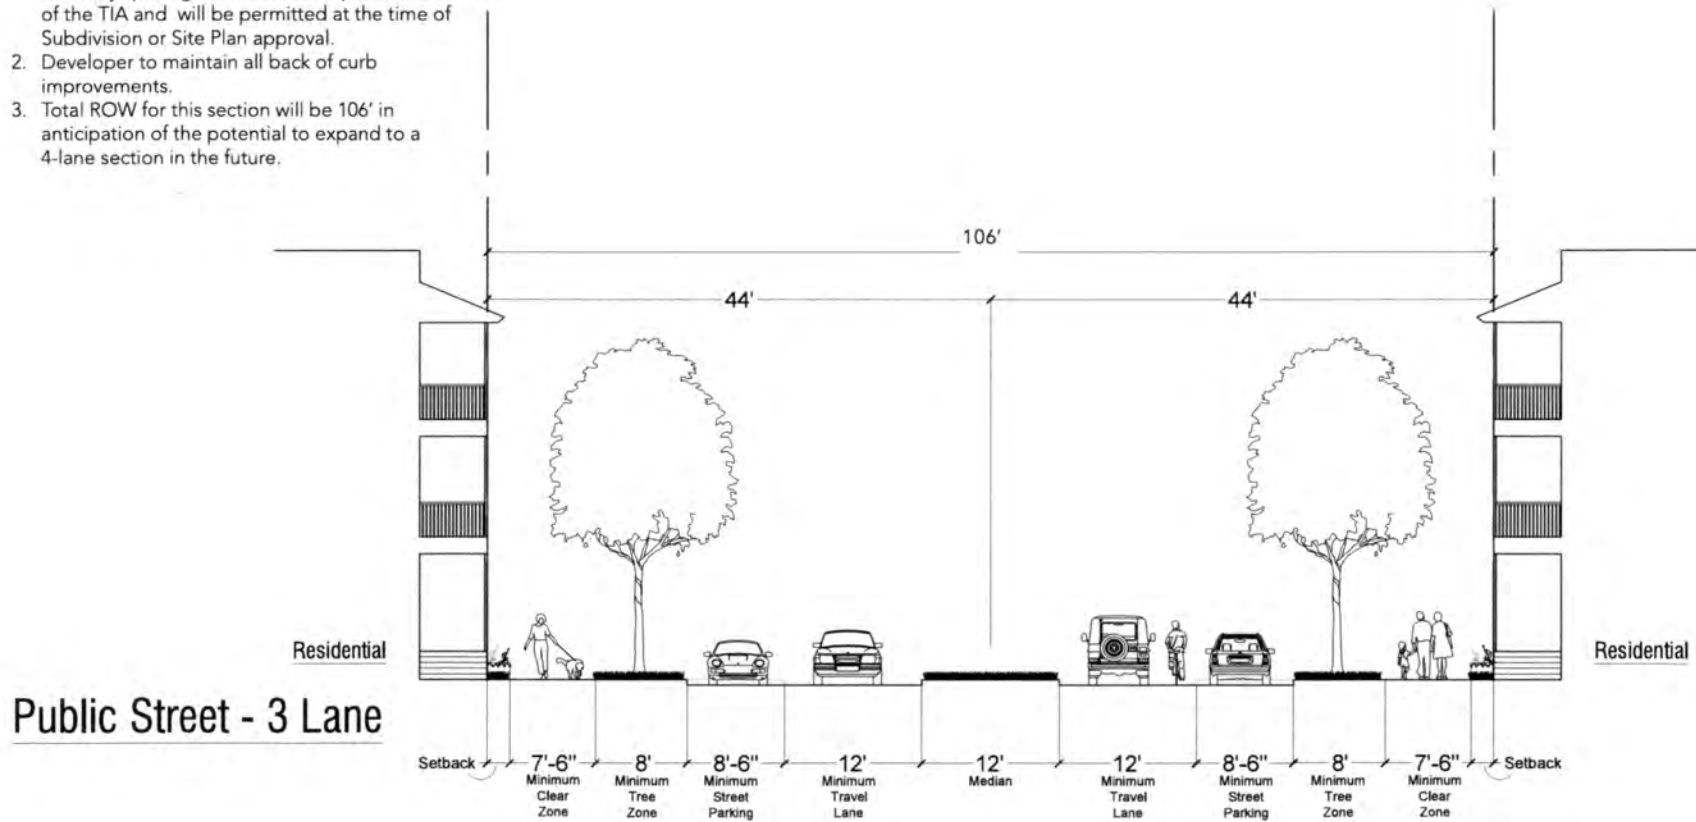 of the TIA and will be permitted at the time of
Subdivision or Site Plan approval.
2. Developer to maintain all back of curb
improvements.
3. Total ROW for this section will be 106' in
anticipation of the potential to expand to a
4-lane section in the future.
106'
44' 44'
Residential Residential
Public Street - 3 Lane
Setback 7'-6" 8' 8'-6" 12' 12' 12' 8'-6" 8' 7'-6" Setback
Minimum Minimum Minimum Minimum Median Minimum Minimum Minimum Minimum
Clear Tree Street Travel Travel Street Tree Clear
Zone Zone Parking Lane Lane Parking Zone Zone